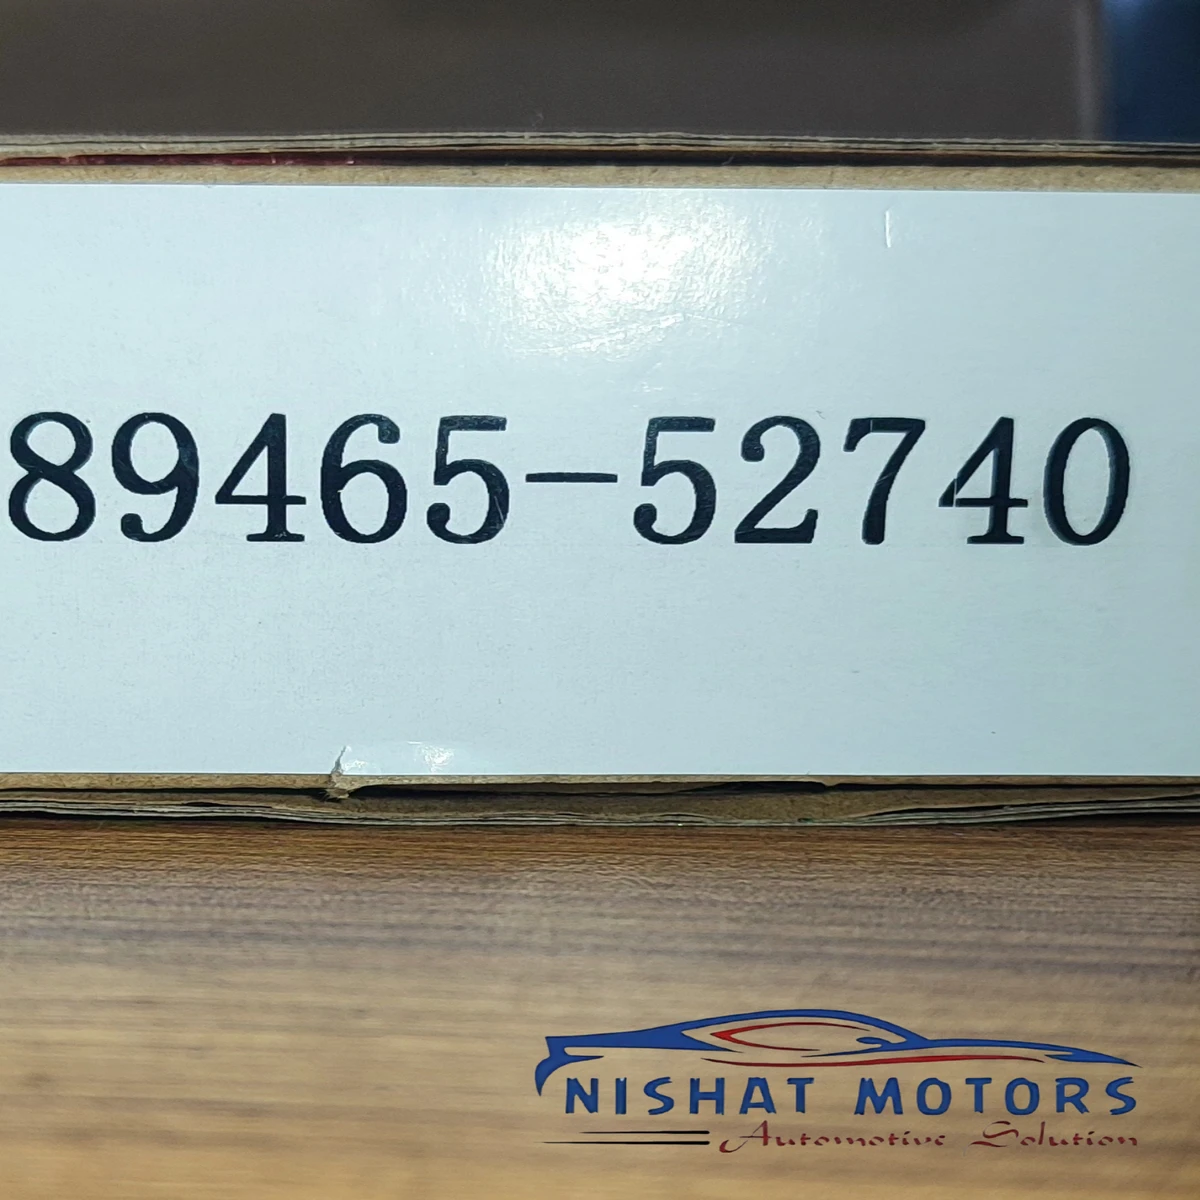 89465-52740
NISHAT MOTORS
Automotive Solution